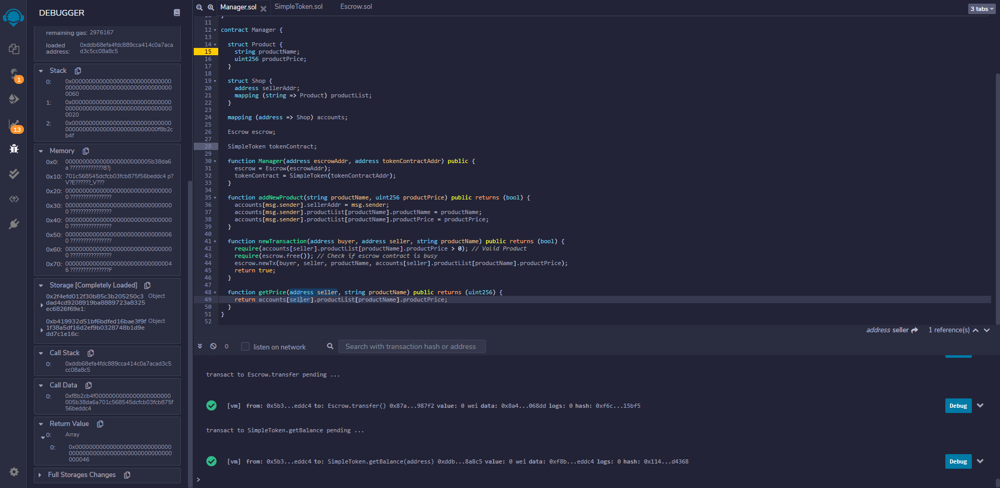 DEBUGGER
remaining gas: 2976167
loaded address: 0xddb68efa4fdc889cca414c0a7aca
d3c5cc08a8c5
Stack
0: 0x00000000000000000000000000000
000000000000000000000000000000000
0060
1: 0x00000000000000000000000000000
000000000000000000000000000000000
0020
2: 0x00000000000000000000000000000
00000000000000000000000000f8b2c
b4f
Memory
0x0: 000000000000000000000005b38da6
a ?????????????8?j
0x10: 701c568545dcfcb03fcb875f56beddc4 p?
V?E??????_V???
0x20: 0000000000000000000000000000000
0 ????????????????
0x30: 0000000000000000000000000000000
0 ????????????????
0x40: 0000000000000000000000000000000
0 ????????????????
0x50: 0000000000000000000000000000060
0 ????????????????
0x60: 0000000000000000000000000000000
0 ????????????????
0x70: 000000000000000000000000000004
6 ???????????????F
Storage [Completely Loaded]
0x2f4efd012f30b85c3b205250c3 Object
dad4cd9208919ba8889723a8325
ec6826f69e1:
0xb419932d51bf6bdfed16bae3f9f Object
1f38a5df16d2ef9b0328748b1d9e
dd7c1e16c:
Call Stack
0: 0xddb68efa4fdc889cca414c0a7acad3c5
cc08a8c5
Call Data
0: 0xf8b2cb4f0000000000000000000000
005b38da6a701c568545dcfcb03fcb875f
56beddc4
Return Value
0: Array
0: 0x0000000000000000000000000000
0000000000000000000000000000000
000046
Full Storages Changes
1
13
Manager.sol
SimpleToken.sol
Escrow.sol
3 tabs
10 }
11
12 contract Manager {
13
14 struct Product {
15 string productName;
16 uint256 productPrice;
17 }
18
19 struct Shop {
20 address sellerAddr;
21 mapping (string => Product) productList;
22 }
23
24 mapping (address => Shop) accounts;
25
26 Escrow escrow;
27
28 SimpleToken tokenContract;
29
30 function Manager(address escrowAddr, address tokenContractAddr) public {
31 escrow = Escrow(escrowAddr);
32 tokenContract = SimpleToken(tokenContractAddr);
33 }
34
35 function addNewProduct(string productName, uint256 productPrice) public returns (bool) {
36 accounts[msg.sender].sellerAddr = msg.sender;
37 accounts[msg.sender].productList[productName].productName = productName;
38 accounts[msg.sender].productList[productName].productPrice = productPrice;
39 }
40
41 function newTransaction(address buyer, address seller, string productName) public returns (bool) {
42 require(accounts[seller].productList[productName].productPrice > 0); // Valid Product
43 require(escrow.free()); // Check if escrow contract is busy
44 escrow.newTx(buyer, seller, productName, accounts[seller].productList[productName].productPrice);
45 return true;
46 }
47
48 function getPrice(address seller, string productName) public returns (uint256) {
49 return accounts[seller].productList[productName].productPrice;
50 }
51 }
52
address seller 1 reference(s)
0 listen on network Search with transaction hash or address
transact to Escrow.transfer pending ...
[vm] from: 0x5b3...eddc4 to: Escrow.transfer() 0x87a...987f2 value: 0 wei data: 0x8a4...068dd logs: 0 hash: 0xf6c...15bf5
Debug
transact to SimpleToken.getBalance pending ...
[vm] from: 0x5b3...eddc4 to: SimpleToken.getBalance(address) 0xddb...8a8c5 value: 0 wei data: 0xf8b...eddc4 logs: 0 hash: 0x114...d4368
Debug
>